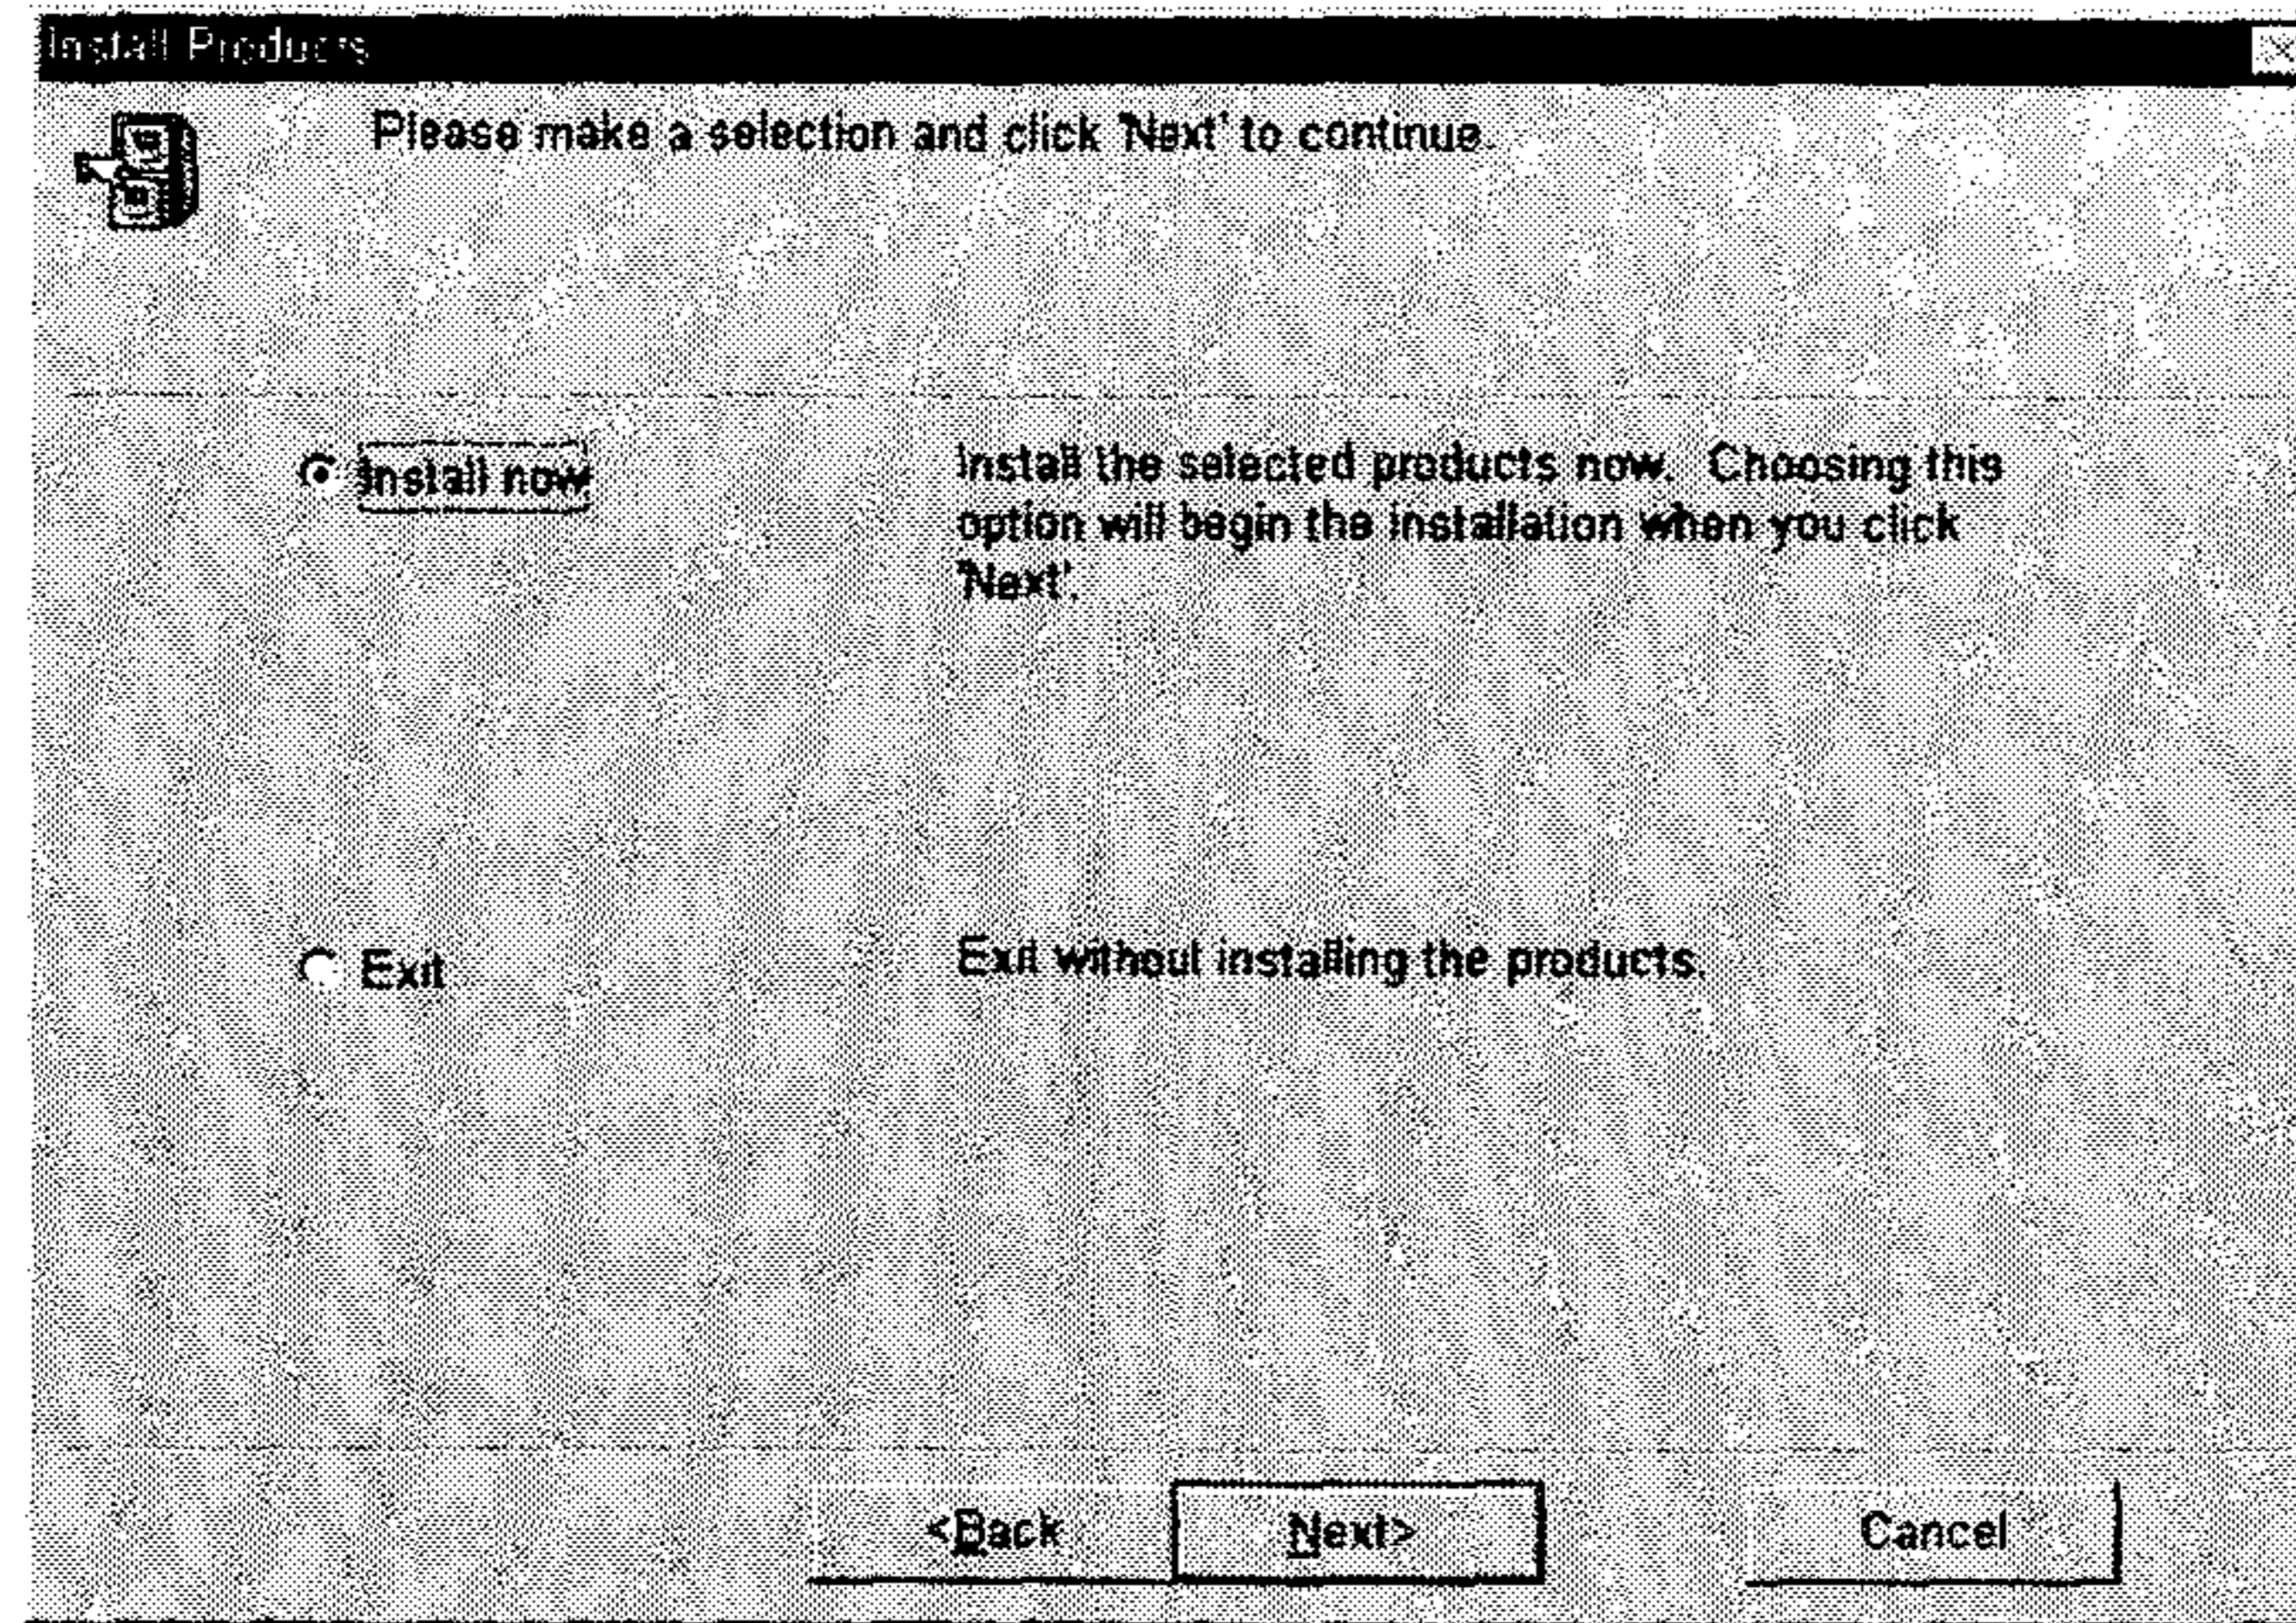 Install Products
Please make a selection and click 'Next' to continue.
Install now
Install the selected products now. Choosing this
option will begin the installation when you click
'Next'.
Exit
Exit without installing the products.
<Back
Next>
Cancel